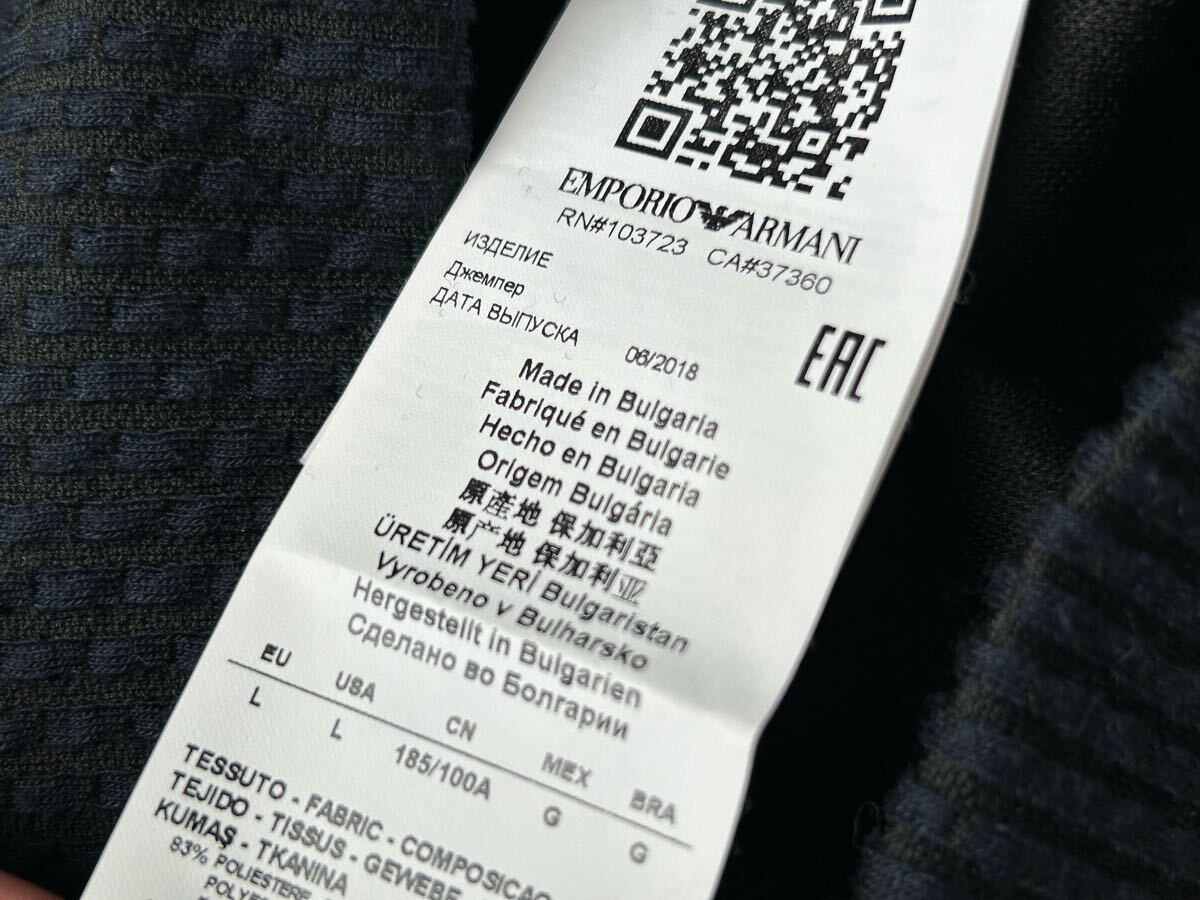 EMPORIO ARMANI
RN#103723 CA#37360
ИЗДЕЛИЕ
Джемпер
ДАТА ВЫПУСКА 06/2018
EAC
Made in Bulgaria
Fabriqué en Bulgarie
Hecho en Bulgaria
Origem Bulgária
原產地 保加利亞
原产地 保加利亚
ÜRETİM YERİ Bulgaristan
Vyrobeno v Bulharsko
Hergestellt in Bulgarien
Сделано во Болгарии
EU USA CN MEX BRA
L L 185/100A G G
TESSUTO - FABRIC - COMPOSICAO
TEJIDO - TISSUS - GEWEBE
KUMAŞ - TKANINA
83% POLIESTERE